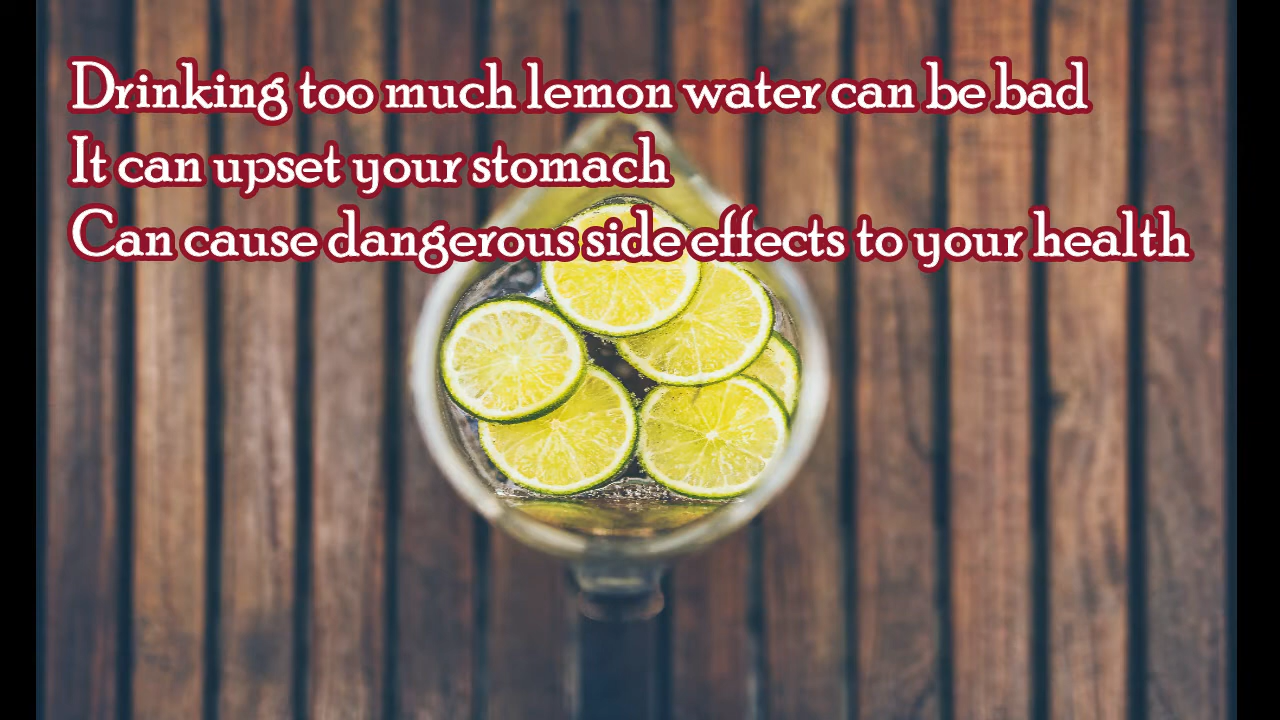 Drinking too much lemon water can be bad
It can upset your stomach
Can cause dangerous side effects to your health